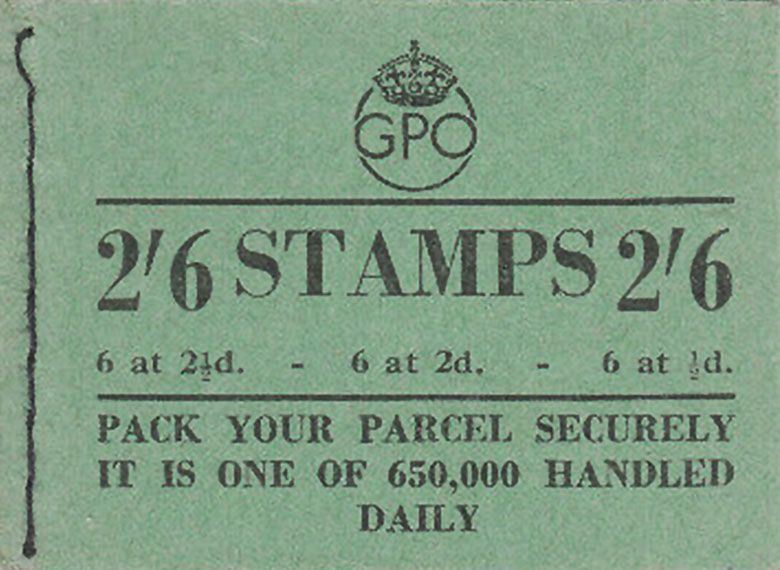 GPO
2'6 STAMPS 2'6
6 at 2½d. - 6 at 2d. - 6 at ½d.
PACK YOUR PARCEL SECURELY
IT IS ONE OF 650,000 HANDLED
DAILY